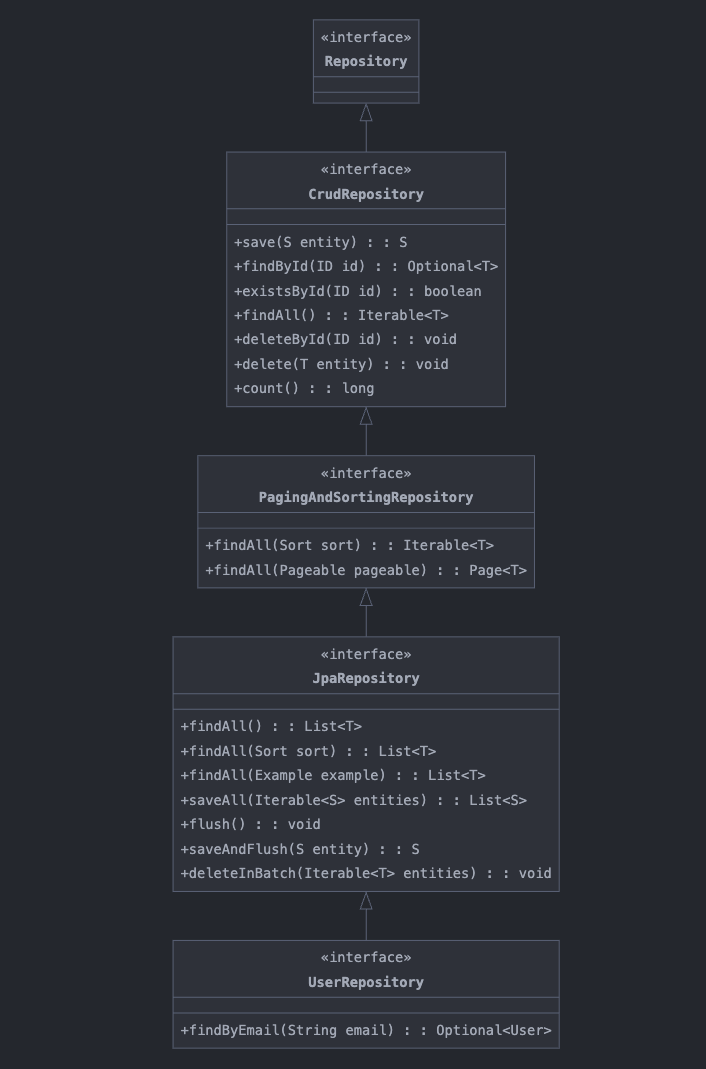 «interface»
Repository
«interface»
CrudRepository
+save(S entity) : : S
+findById(ID id) : : Optional<T>
+existsById(ID id) : : boolean
+findAll() : : Iterable<T>
+deleteById(ID id) : : void
+delete(T entity) : : void
+count() : : long
«interface»
PagingAndSortingRepository
+findAll(Sort sort) : : Iterable<T>
+findAll(Pageable pageable) : : Page<T>
«interface»
JpaRepository
+findAll() : : List<T>
+findAll(Sort sort) : : List<T>
+findAll(Example example) : : List<T>
+saveAll(Iterable<S> entities) : : List<S>
+flush() : : void
+saveAndFlush(S entity) : : S
+deleteInBatch(Iterable<T> entities) : : void
«interface»
UserRepository
+findByEmail(String email) : : Optional<User>